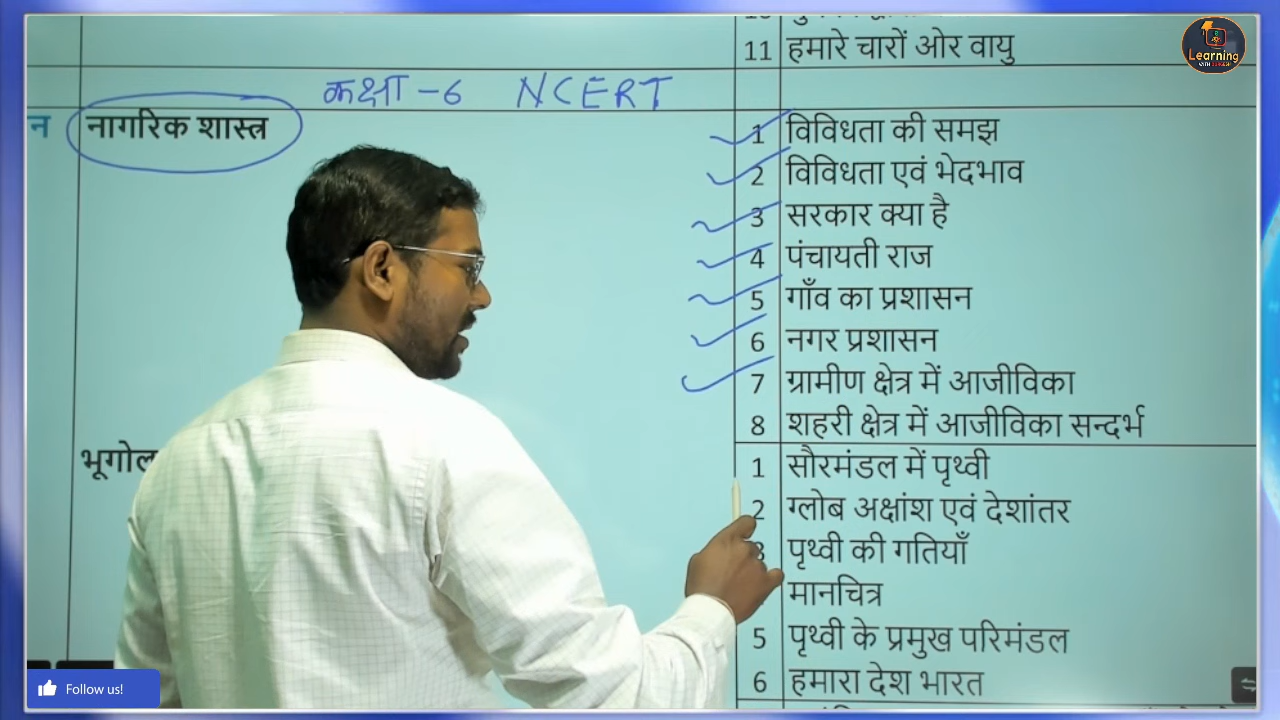 11 हमारे चारों ओर वायु
Learning
कक्षा -6 NCERT
न नागरिक शास्त्र
1 विविधता की समझ
2 विविधता एवं भेदभाव
3 सरकार क्या है
4 पंचायती राज
5 गाँव का प्रशासन
6 नगर प्रशासन
7 ग्रामीण क्षेत्र में आजीविका
8 शहरी क्षेत्र में आजीविका सन्दर्भ
भूगोल
1 सौरमंडल में पृथ्वी
2 ग्लोब अक्षांश एवं देशांतर
3 पृथ्वी की गतियाँ
मानचित्र
5 पृथ्वी के प्रमुख परिमंडल
6 हमारा देश भारत
Follow us!